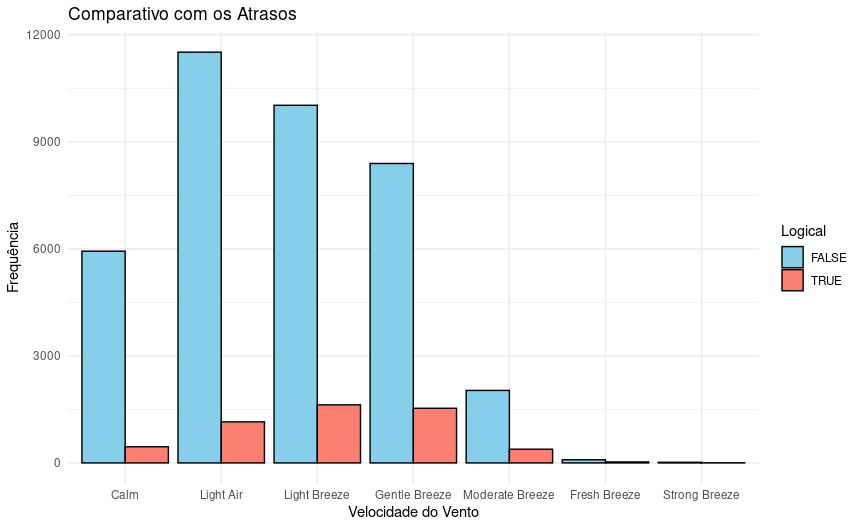 Comparativo com os Atrasos
12000
9000
6000
3000
0
Frequência
Calm
Light Air
Light Breeze
Gentle Breeze
Moderate Breeze
Fresh Breeze
Strong Breeze
Velocidade do Vento
Logical
FALSE
TRUE